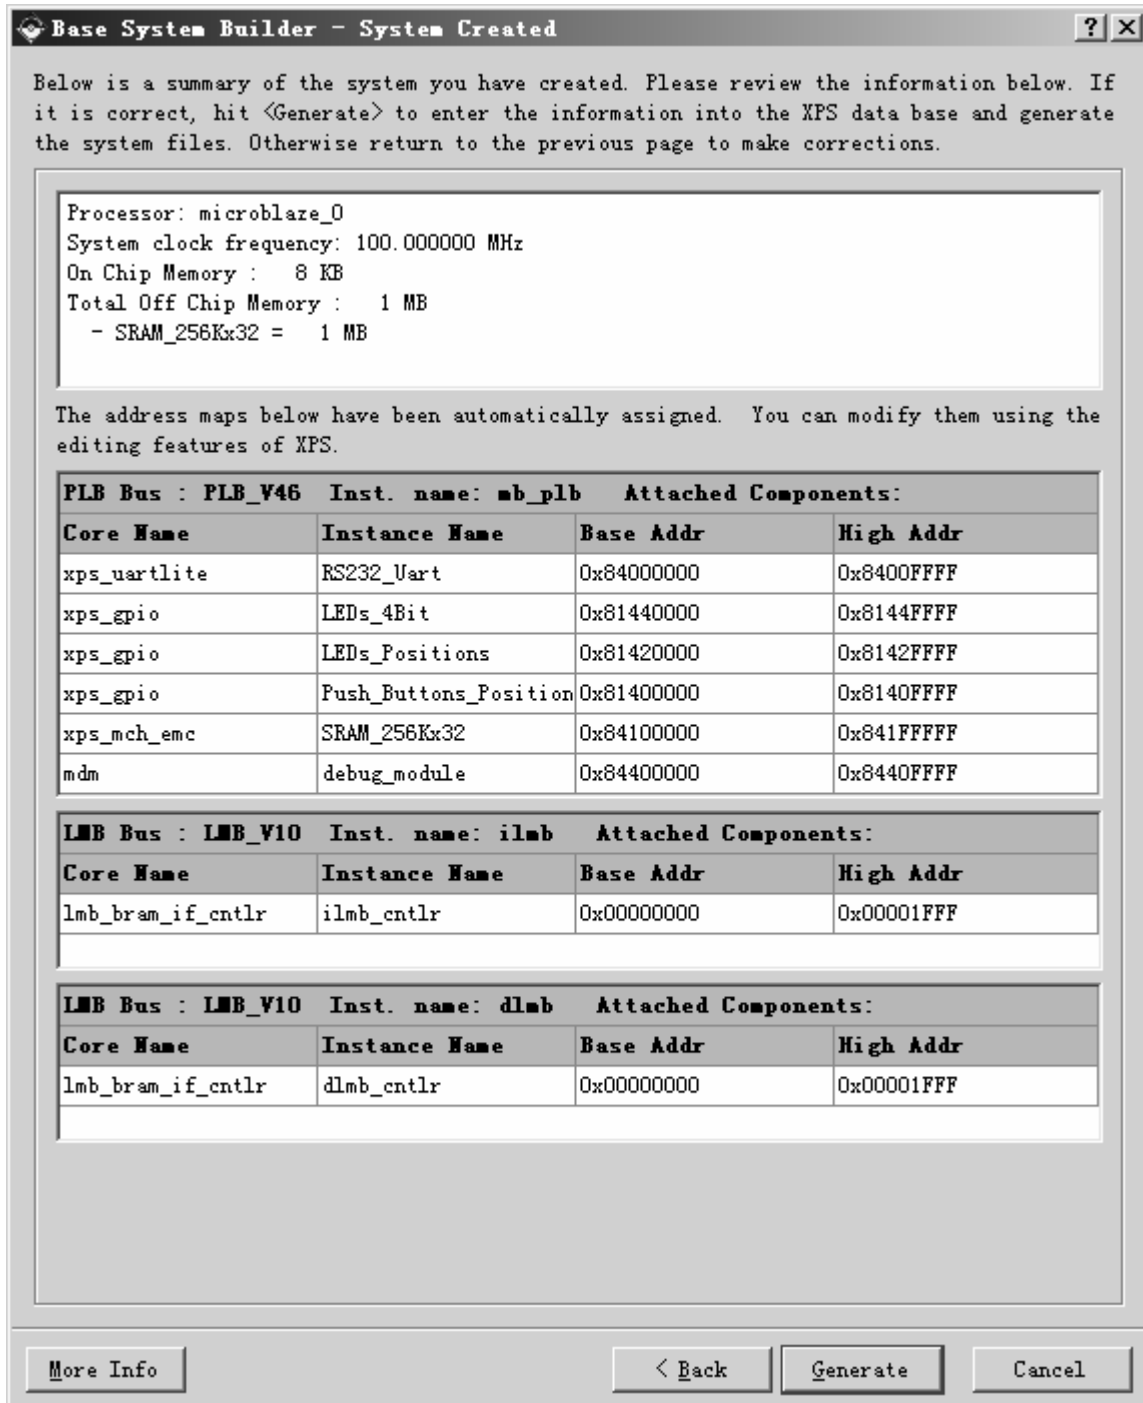 Base System Builder - System Created
Below is a summary of the system you have created. Please review the information below. If
it is correct, hit <Generate> to enter the information into the XPS data base and generate
the system files. Otherwise return to the previous page to make corrections.
Processor: microblaze_0
System clock frequency: 100.000000 MHz
On Chip Memory : 8 KB
Total Off Chip Memory : 1 MB
- SRAM_256Kx32 = 1 MB
The address maps below have been automatically assigned. You can modify them using the
editing features of XPS.
PLB Bus : PLB_V46 Inst. name: mb_plb Attached Components:
Core Name Instance Name Base Addr High Addr
xps_uartlite RS232_Uart 0x84000000 0x8400FFFF
xps_gpio LEDs_4Bit 0x81440000 0x8144FFFF
xps_gpio LEDs_Positions 0x81420000 0x8142FFFF
xps_gpio Push_Buttons_Position 0x81400000 0x8140FFFF
xps_mch_emc SRAM_256Kx32 0x84100000 0x841FFFFF
mdm debug_module 0x84400000 0x8440FFFF
LMB Bus : LMB_V10 Inst. name: ilmb Attached Components:
Core Name Instance Name Base Addr High Addr
lmb_bram_if_cntlr ilmb_cntlr 0x00000000 0x00001FFF
LMB Bus : LMB_V10 Inst. name: dlmb Attached Components:
Core Name Instance Name Base Addr High Addr
lmb_bram_if_cntlr dlmb_cntlr 0x00000000 0x00001FFF
More Info < Back Generate Cancel